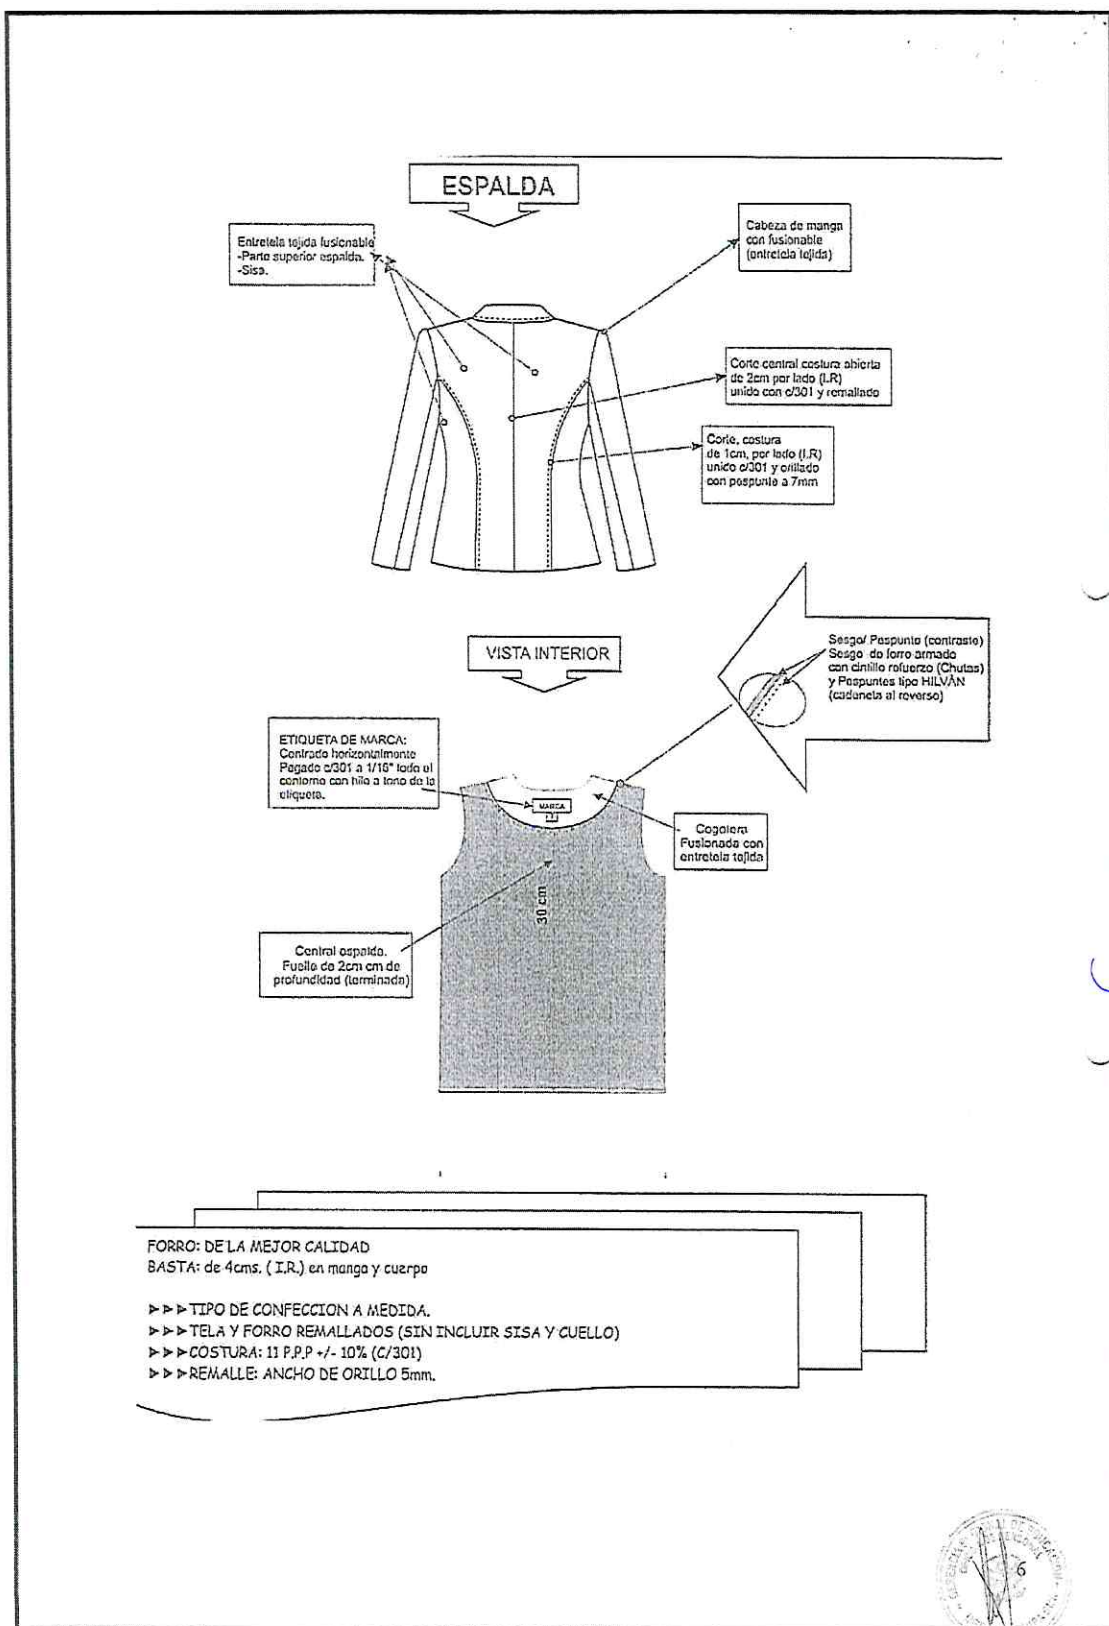 ESPALDA
Entretela tejida fusionable
-Parte superior espalda.
-Sisa.
Cabeza de manga
con fusionable
(entretela tejida)
Corte central costura abierta
de 2cm por lado (I.R)
unido con c/301 y remallado
Corte, costura
de 1cm, por lado (I.R)
unido c/301 y orillado
con pespunte a 7mm
VISTA INTERIOR
Sesgo/ Pespunte (contraste)
Sesgo de forro armado
con cintillo refuerzo (Chutas)
y Pespuntes tipo HILVÁN
(cadeneta al reverso)
ETIQUETA DE MARCA:
Centrado horizontalmente
Pegado c/301 a 1/16" todo el
contorno con hilo a tono de la
etiqueta.
MARCA
T
Cogotera
Fusionada con
entretela tejida
30 cm
Central espalda.
Fuelle de 2cm cm de
profundidad (terminada)
FORRO: DE LA MEJOR CALIDAD
BASTA: de 4cms. ( I.R.) en manga y cuerpo
➢➢➢TIPO DE CONFECCION A MEDIDA.
➢➢➢TELA Y FORRO REMALLADOS (SIN INCLUIR SISA Y CUELLO)
➢➢➢COSTURA: 11 P.P.P +/- 10% (C/301)
➢➢➢REMALLE: ANCHO DE ORILLO 5mm.
6